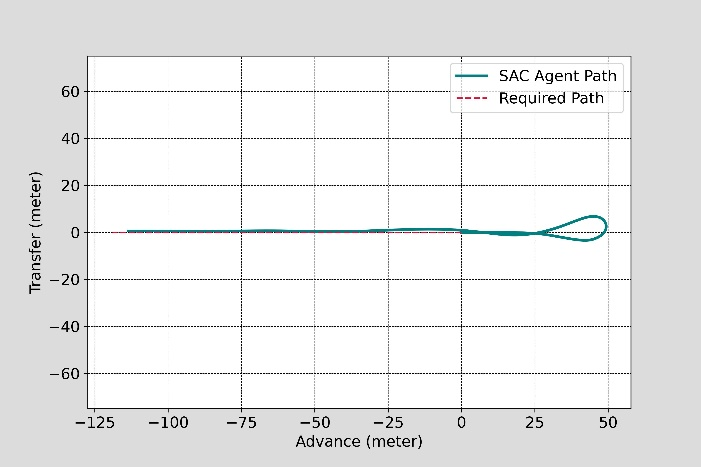 SAC Agent Path
Required Path
60
40
20
0
−20
−40
−60
Transfer (meter)
−125 −100 −75 −50 −25 0 25 50
Advance (meter)